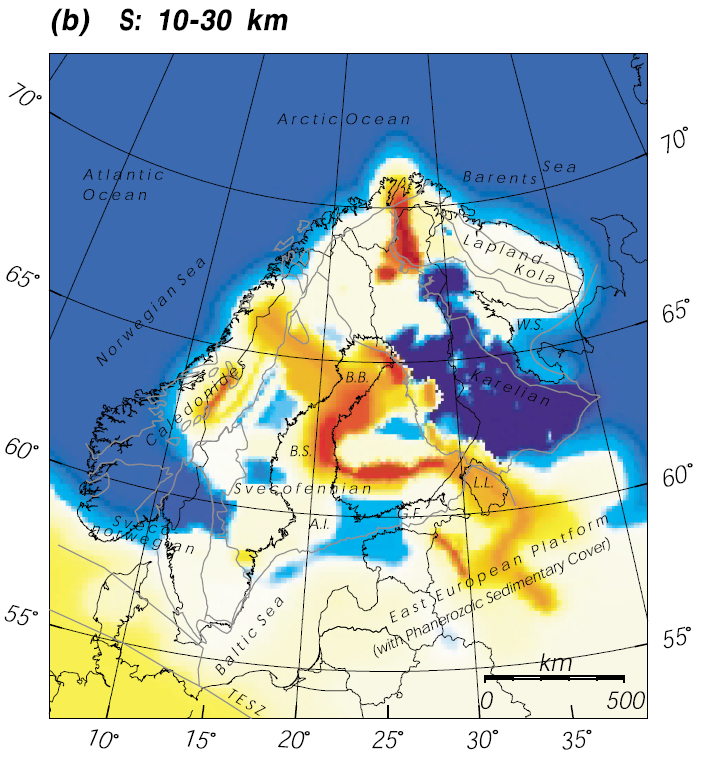 (b) S: 10-30 km
70°
Arctic Ocean
70°
Atlantic
Ocean
Barents Sea
Lapland-
Kola
65°
Norwegian Sea
65°
W.S.
B.B.
Karelian
Caledonides
60°
B.S.
L.L.
60°
Svecofennian
A.I.
G.F.
Sveco-
norwegian
East European Platform
(with Phanerozoic Sedimentary Cover)
55°
Baltic Sea
55°
km
TESZ
0 500
10° 15° 20° 25° 30° 35°